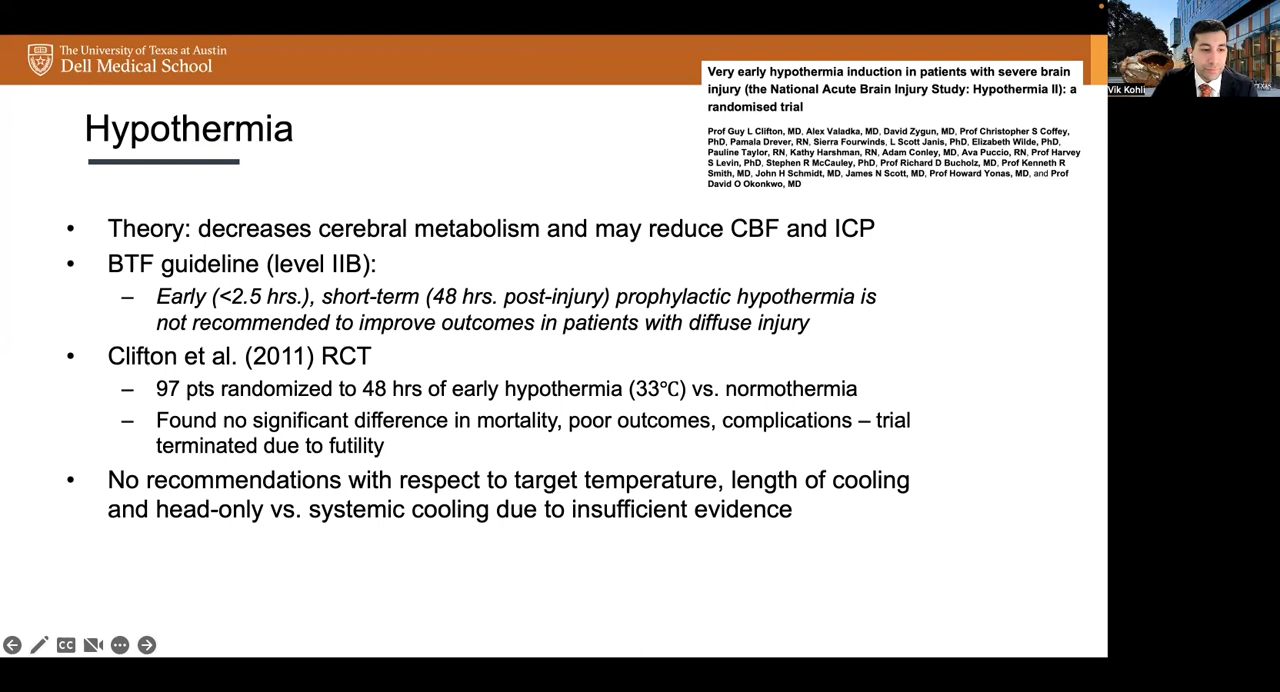 The University of Texas at Austin
Dell Medical School
Very early hypothermia induction in patients with severe brain
injury (the National Acute Brain Injury Study: Hypothermia II): a
randomised trial
Prof Guy L Clifton, MD, Alex Valadka, MD, David Zygun, MD, Prof Christopher S Coffey,
PhD, Pamala Drever, RN, Sierra Fourwinds, L Scott Janis, PhD, Elizabeth Wilde, PhD,
Pauline Taylor, RN, Kathy Harshman, RN, Adam Conley, MD, Ava Puccio, RN, Prof Harvey
S Levin, PhD, Stephen R McCauley, PhD, Prof Richard D Bucholz, MD, Prof Kenneth R
Smith, MD, John H Schmidt, MD, James N Scott, MD, Prof Howard Yonas, MD, and Prof
David O Okonkwo, MD
Vik Kohli
TEXAS
Hypothermia
• Theory: decreases cerebral metabolism and may reduce CBF and ICP
• BTF guideline (level IIB):
– Early (<2.5 hrs.), short-term (48 hrs. post-injury) prophylactic hypothermia is
not recommended to improve outcomes in patients with diffuse injury
• Clifton et al. (2011) RCT
– 97 pts randomized to 48 hrs of early hypothermia (33℃) vs. normothermia
– Found no significant difference in mortality, poor outcomes, complications – trial
terminated due to futility
• No recommendations with respect to target temperature, length of cooling
and head-only vs. systemic cooling due to insufficient evidence
CC